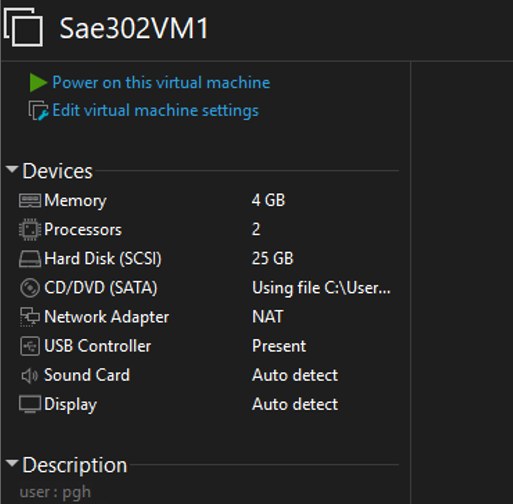 Sae302VM1
Power on this virtual machine
Edit virtual machine settings
Devices
Memory 4 GB
Processors 2
Hard Disk (SCSI) 25 GB
CD/DVD (SATA) Using file C:\User...
Network Adapter NAT
USB Controller Present
Sound Card Auto detect
Display Auto detect
Description
user : pgh